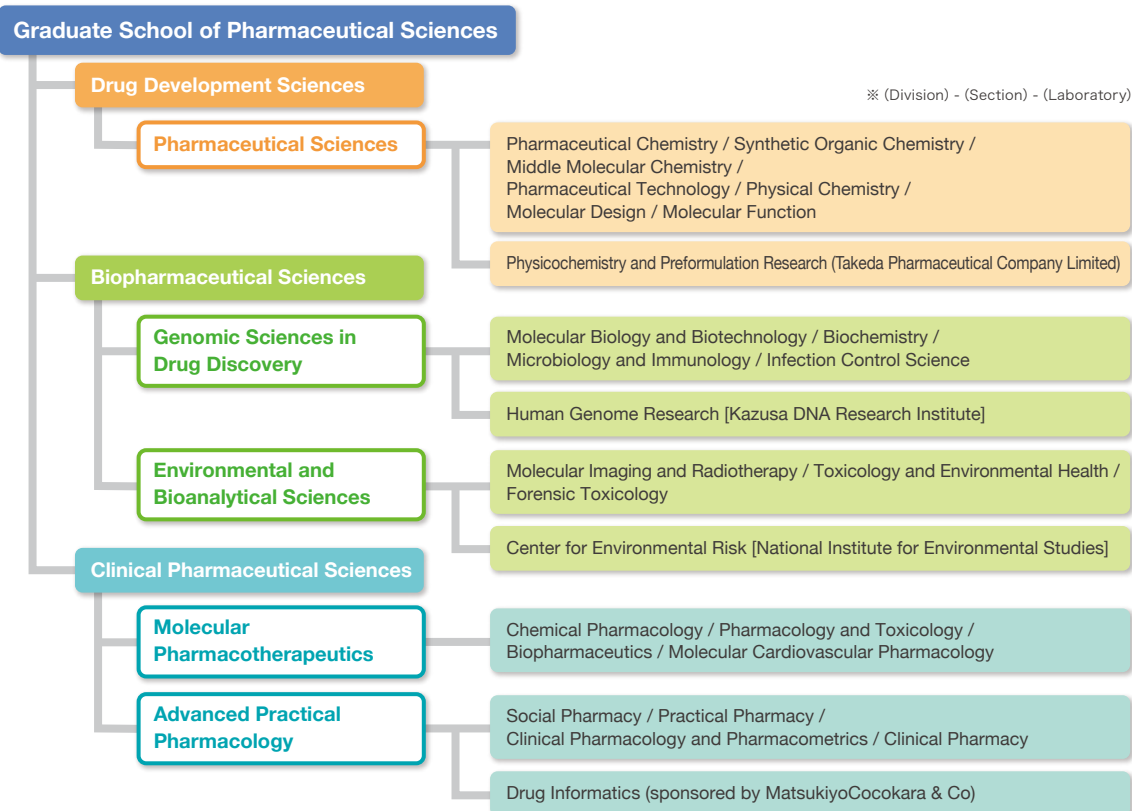 Graduate School of Pharmaceutical Sciences
Drug Development Sciences
※ (Division) - (Section) - (Laboratory)
Pharmaceutical Sciences
Pharmaceutical Chemistry / Synthetic Organic Chemistry /
Middle Molecular Chemistry /
Pharmaceutical Technology / Physical Chemistry /
Molecular Design / Molecular Function
Physicochemistry and Preformulation Research (Takeda Pharmaceutical Company Limited)
Biopharmaceutical Sciences
Genomic Sciences in
Drug Discovery
Molecular Biology and Biotechnology / Biochemistry /
Microbiology and Immunology / Infection Control Science
Human Genome Research [Kazusa DNA Research Institute]
Environmental and
Bioanalytical Sciences
Molecular Imaging and Radiotherapy / Toxicology and Environmental Health /
Forensic Toxicology
Center for Environmental Risk [National Institute for Environmental Studies]
Clinical Pharmaceutical Sciences
Molecular
Pharmacotherapeutics
Chemical Pharmacology / Pharmacology and Toxicology /
Biopharmaceutics / Molecular Cardiovascular Pharmacology
Advanced Practical
Pharmacology
Social Pharmacy / Practical Pharmacy /
Clinical Pharmacology and Pharmacometrics / Clinical Pharmacy
Drug Informatics (sponsored by MatsukiyoCocokara & Co)